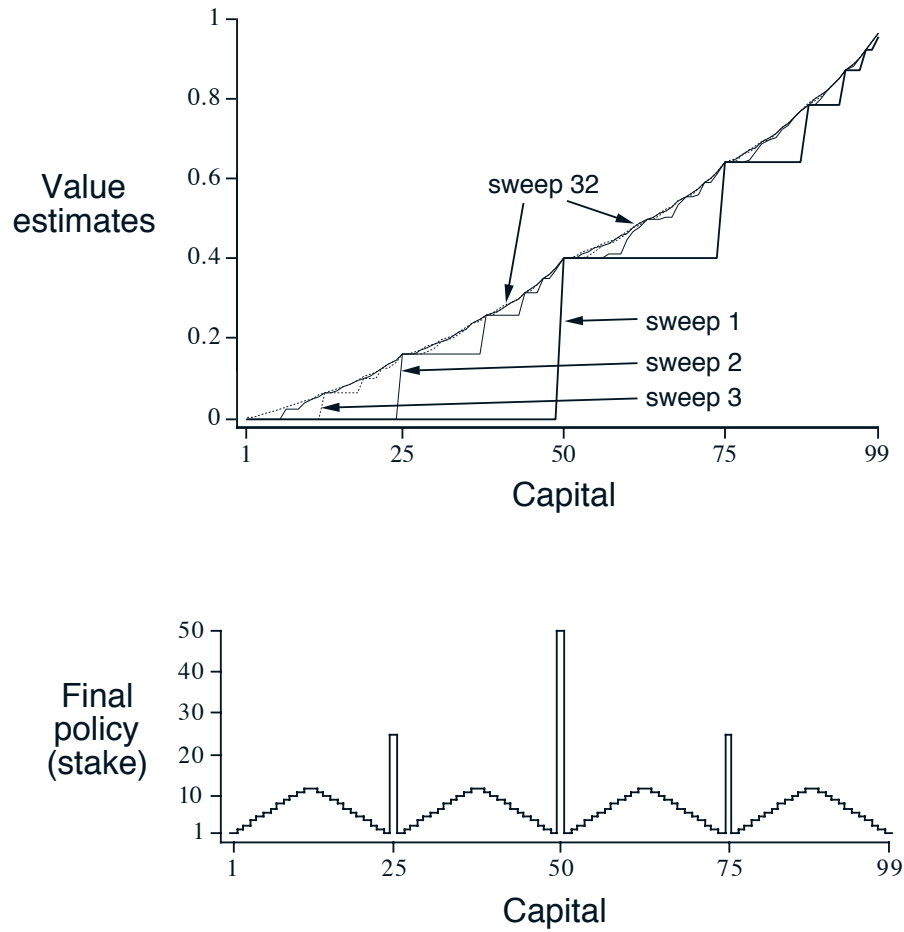 1
0.8
0.6
0.4
0.2
0
Value
estimates
sweep 32
sweep 1
sweep 2
sweep 3
1 25 50 75 99
Capital
50
40
30
20
10
1
Final
policy
(stake)
1 25 50 75 99
Capital